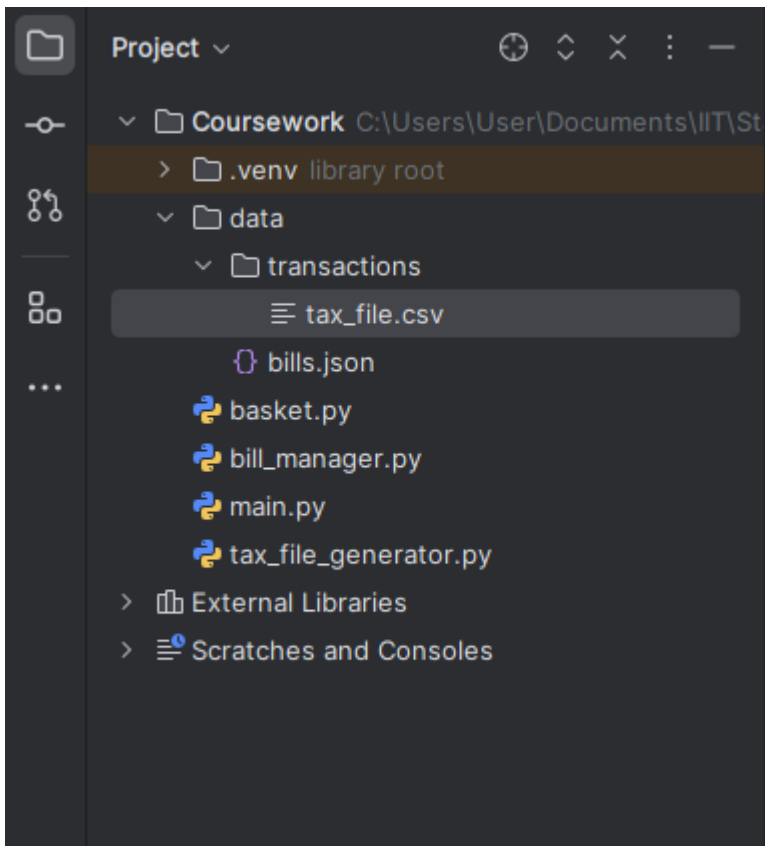 Project
Coursework C:\Users\User\Documents\IIT\St
.venv library root
data
transactions
tax_file.csv
bills.json
basket.py
bill_manager.py
main.py
tax_file_generator.py
External Libraries
Scratches and Consoles